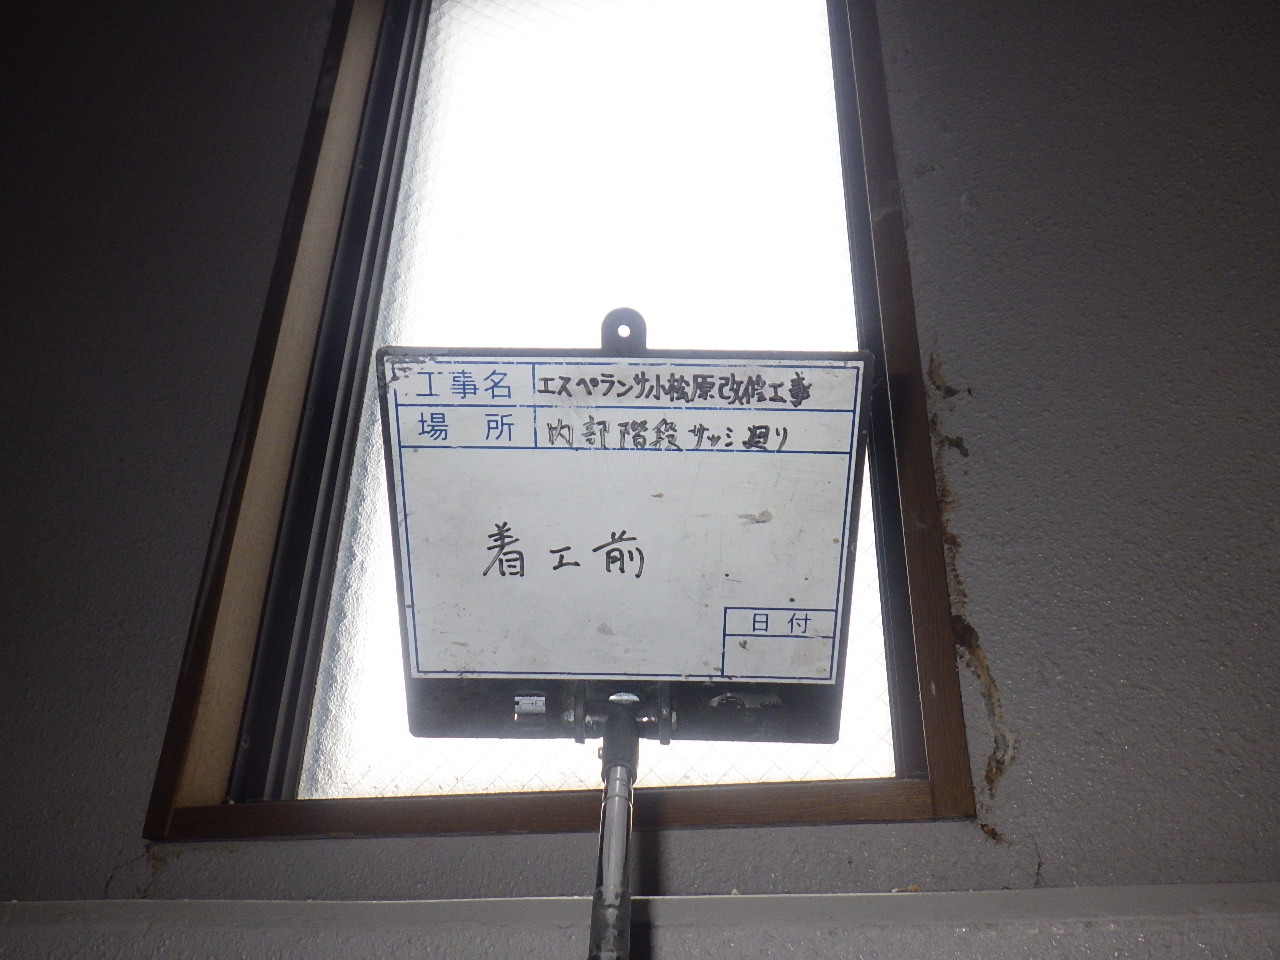 工事名 エスペランサ小松原改修工事
場所 内部階段サッシ廻り
着工前
日付